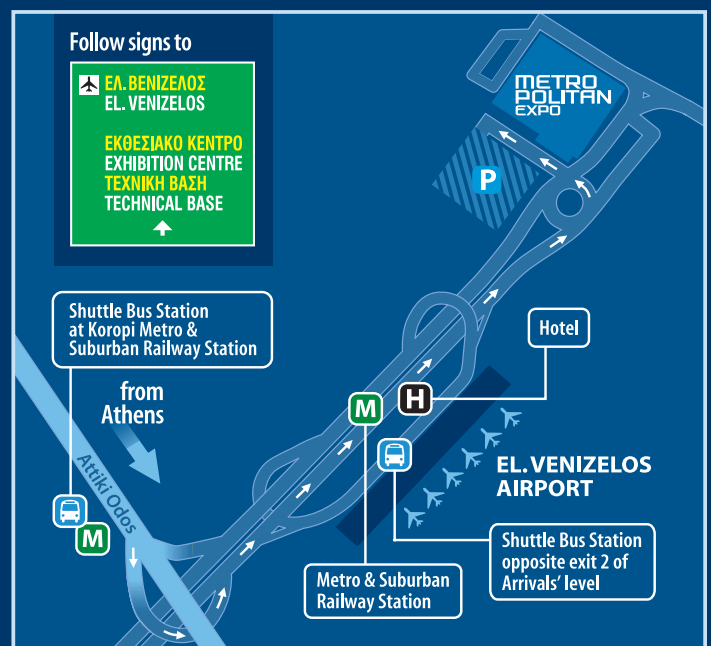 Follow signs to
ΕΛ. ΒΕΝΙΖΕΛΟΣ
EL. VENIZELOS
ΕΚΘΕΣΙΑΚΟ ΚΕΝΤΡΟ
EXHIBITION CENTRE
ΤΕΧΝΙΚΗ ΒΑΣΗ
TECHNICAL BASE
METRO
POLITAN
EXPO
P
Shuttle Bus Station
at Koropi Metro &
Suburban Railway Station
from
Athens
Attiki Odos
M
Hotel
H
M
EL. VENIZELOS
AIRPORT
Shuttle Bus Station
opposite exit 2 of
Arrivals' level
Metro & Suburban
Railway Station